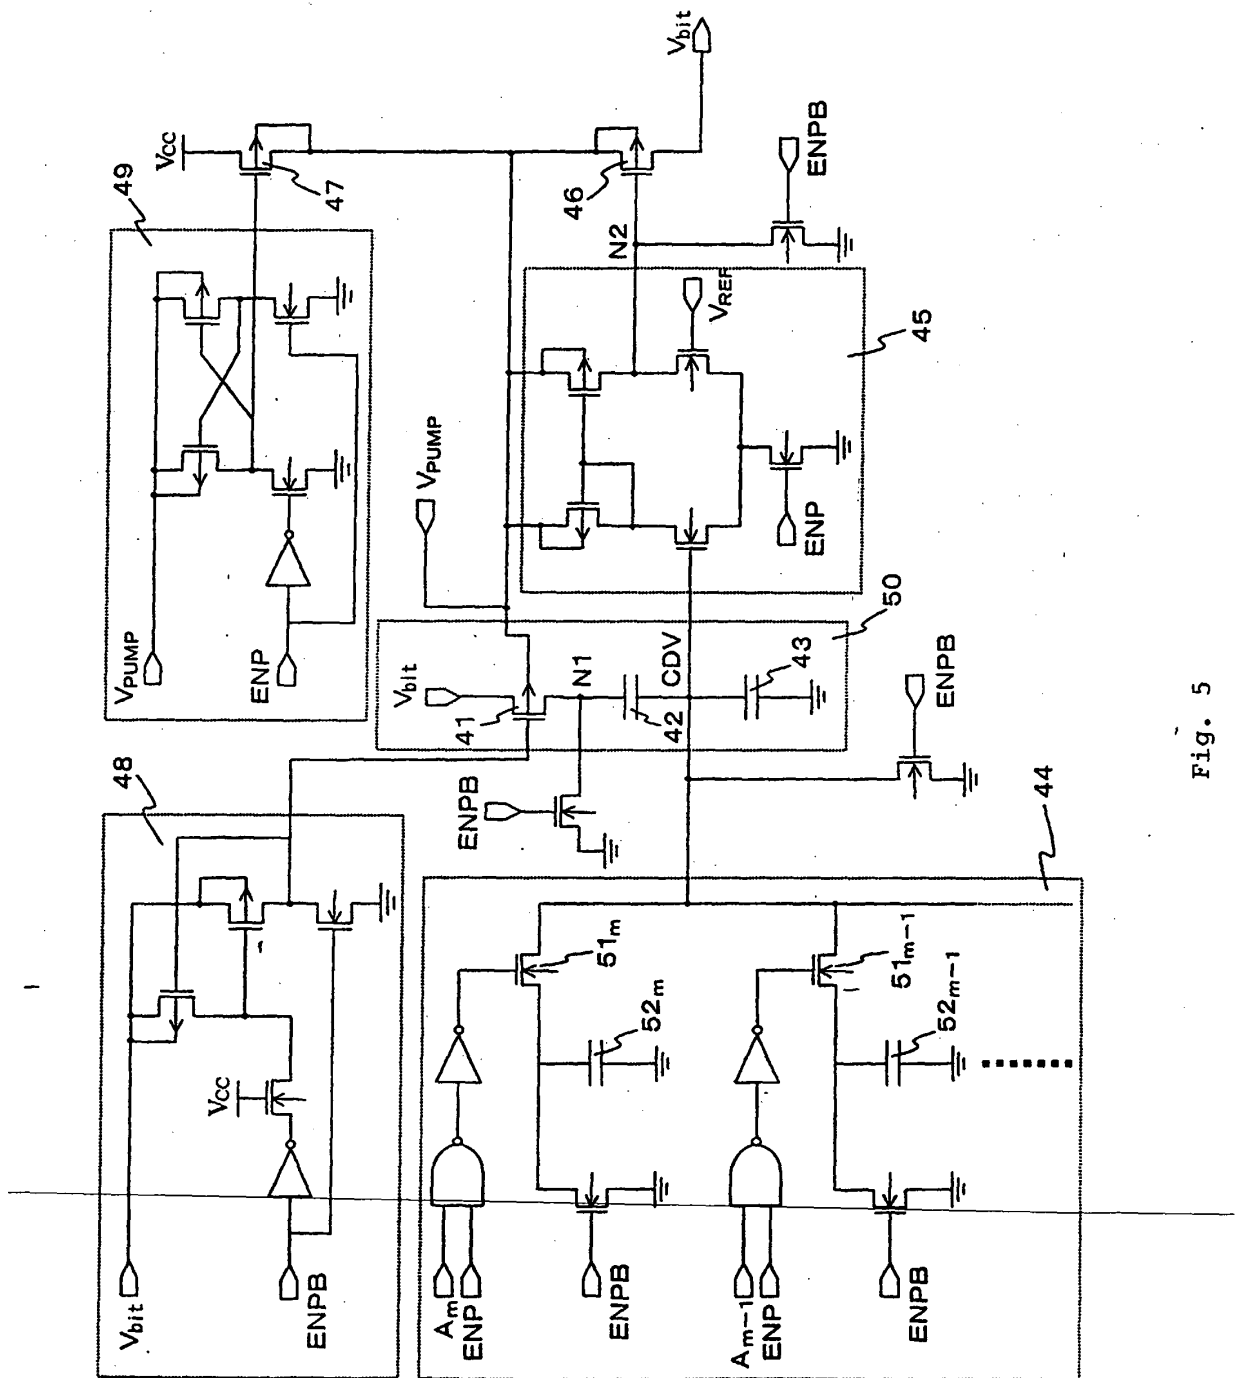 48
Vbit
Vcc
ENPB
49
VPUMP
ENP
Vcc
47
Vbit
41
ENPB
N1
42
CDV
43
50
VPUMP
N2
46
Vbit
VREF
ENP
45
ENPB
Am
ENP
ENPB
51m
52m
Am-1
ENP
ENPB
51m-1
52m-1
44
ENPB
Fig. 5